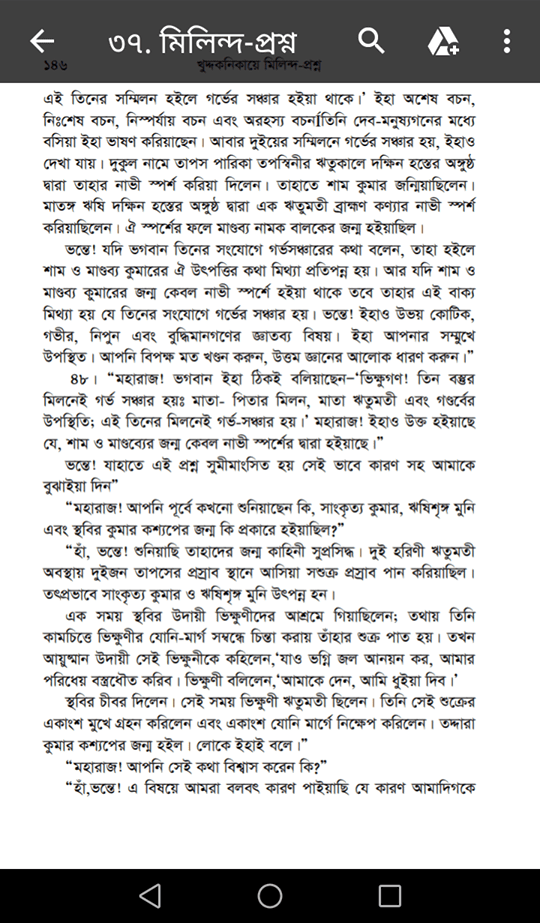 ৩৭. মিলিন্দ-প্রশ্ন
১৪৬ খুদ্দকনিকায়ে মিলিন্দ-প্রশ্ন
এই তিনের সম্মিলন হইলে গর্ভের সঞ্চার হইয়া থাকে।’ ইহা অশেষ বচন,
নিঃশেষ বচন, নিস্পর্যায় বচন এবং অরহস্য বচনÍতিনি দেব-মনুষ্যগনের মধ্যে
বসিয়া ইহা ভাষণ করিয়াছেন। আবার দুইয়ের সম্মিলনে গর্ভের সঞ্চার হয়, ইহাও
দেখা যায়। দুকুল নামে তাপস পারিকা তপস্বিনীর ঋতুকালে দক্ষিন হস্তের অঙ্গুষ্ঠ
দ্বারা তাহার নাভী স্পর্শ করিয়া দিলেন। তাহাতে শাম কুমার জন্মিয়াছিলেন।
মাতঙ্গ ঋষি দক্ষিন হস্তের অঙ্গুষ্ঠ দ্বারা এক ঋতুমতী ব্রাহ্মণ কণ্যার নাভী স্পর্শ
করিয়াছিলেন। ঐ স্পর্শের ফলে মাণ্ডব্য নামক বালকের জন্ম হইয়াছিল।
ভন্তে! যদি ভগবান তিনের সংযোগে গর্ভসঞ্চারের কথা বলেন, তাহা হইলে
শাম ও মাণ্ডব্য কুমারের ঐ উৎপত্তির কথা মিথ্যা প্রতিপন্ন হয়। আর যদি শাম ও
মাণ্ডব্য কুমারের জন্ম কেবল নাভী স্পর্শে হইয়া থাকে তবে তাহার এই বাক্য
মিথ্যা হয় যে তিনের সংযোগে গর্ভের সঞ্চার হয়। ভন্তে! ইহাও উভয় কোটিক,
গভীর, নিপুন এবং বুদ্ধিমানগণের জ্ঞাতব্য বিষয়। ইহা আপনার সম্মুখে
উপস্থিত। আপনি বিপক্ষ মত খণ্ডন করুন, উত্তম জ্ঞানের আলোক ধারণ করুন।”
৪৮। “মহারাজ! ভগবান ইহা ঠিকই বলিয়াছেন–‘ভিক্ষুগণ! তিন বস্তুর
মিলনেই গর্ভ সঞ্চার হয়ঃ মাতা- পিতার মিলন, মাতা ঋতুমতী এবং গণ্ডর্বের
উপস্থিতি; এই তিনের মিলনেই গর্ভ-সঞ্চার হয়।’ মহারাজ! ইহাও উক্ত হইয়াছে
যে, শাম ও মাণ্ডব্যের জন্ম কেবল নাভী স্পর্শের দ্বারা হইয়াছে।”
ভন্তে! যাহাতে এই প্রশ্ন সুমীমাংসিত হয় সেই ভাবে কারণ সহ আমাকে
বুঝাইয়া দিন”
“মহারাজ! আপনি পূর্বে কখনো শুনিয়াছেন কি, সাংকৃত্য কুমার, ঋষিশৃঙ্গ মুনি
এবং স্থবির কুমার কশ্যপের জন্ম কি প্রকারে হইয়াছিল?”
“হাঁ, ভন্তে! শুনিয়াছি তাহাদের জন্ম কাহিনী সুপ্রসিদ্ধ। দুই হরিণী ঋতুমতী
অবস্থায় দুইজন তাপসের প্রস্রাব স্থানে আসিয়া সশুক্র প্রস্রাব পান করিয়াছিল।
তৎপ্রভাবে সাংকৃত্য কুমার ও ঋষিশৃঙ্গ মুনি উৎপন্ন হন।
এক সময় স্থবির উদায়ী ভিক্ষুণীদের আশ্রমে গিয়াছিলেন; তথায় তিনি
কামচিত্তে ভিক্ষুণীর যোনি-মার্গ সম্বন্ধে চিন্তা করায় তাঁহার শুক্র পাত হয়। তখন
আয়ুষ্মান উদায়ী সেই ভিক্ষুনীকে কহিলেন,‘যাও ভগ্নি জল আনয়ন কর, আমার
পরিধেয় বস্ত্রধৌত করিব। ভিক্ষুণী বলিলেন,‘আমাকে দেন, আমি ধুইয়া দিব।’
স্থবির চীবর দিলেন। সেই সময় ভিক্ষুণী ঋতুমতী ছিলেন। তিনি সেই শুক্রের
একাংশ মুখে গ্রহন করিলেন এবং একাংশ যোনি মার্গে নিক্ষেপ করিলেন। তদ্দারা
কুমার কশ্যপের জন্ম হইল। লোকে ইহাই বলে।”
“মহারাজ! আপনি সেই কথা বিশ্বাস করেন কি?”
“হাঁ,ভন্তে! এ বিষয়ে আমরা বলবৎ কারণ পাইয়াছি যে কারণ আমাদিগকে